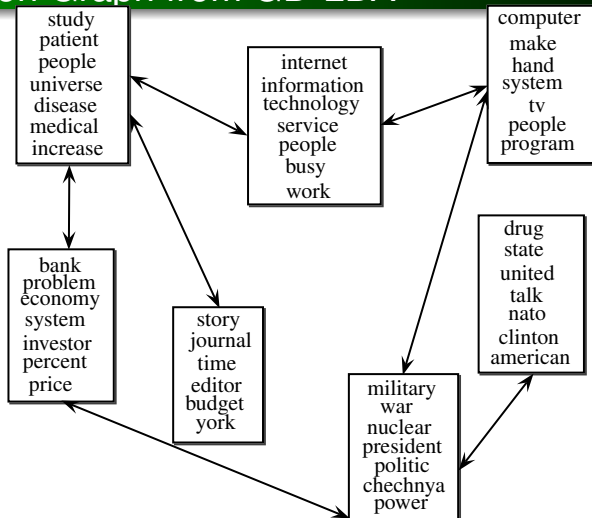 study
patient
people
universe
disease
medical
increase
internet
information
technology
service
people
busy
work
computer
make
hand
system
tv
people
program
bank
problem
economy
system
investor
percent
price
story
journal
time
editor
budget
york
drug
state
united
talk
nato
clinton
american
military
war
nuclear
president
politic
chechnya
power